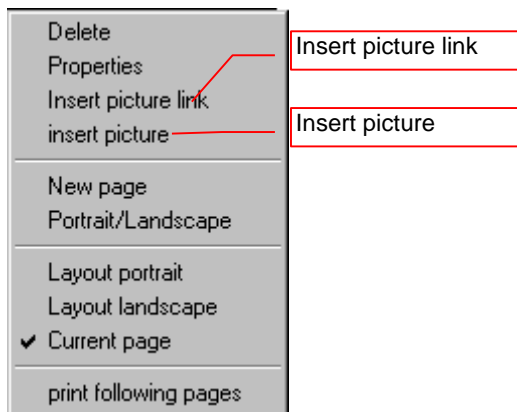 Delete
Properties
Insert picture link
insert picture
New page
Portrait/Landscape
Layout portrait
Layout landscape
Current page
print following pages
Insert picture link
Insert picture